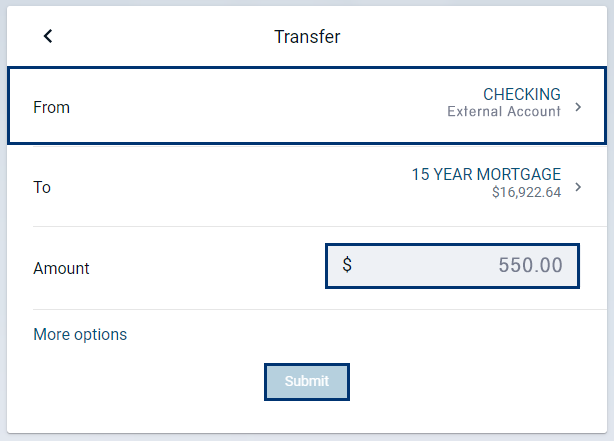 Transfer
From
CHECKING
External Account
To
15 YEAR MORTGAGE
$16,922.64
Amount
$ 550.00
More options
Submit